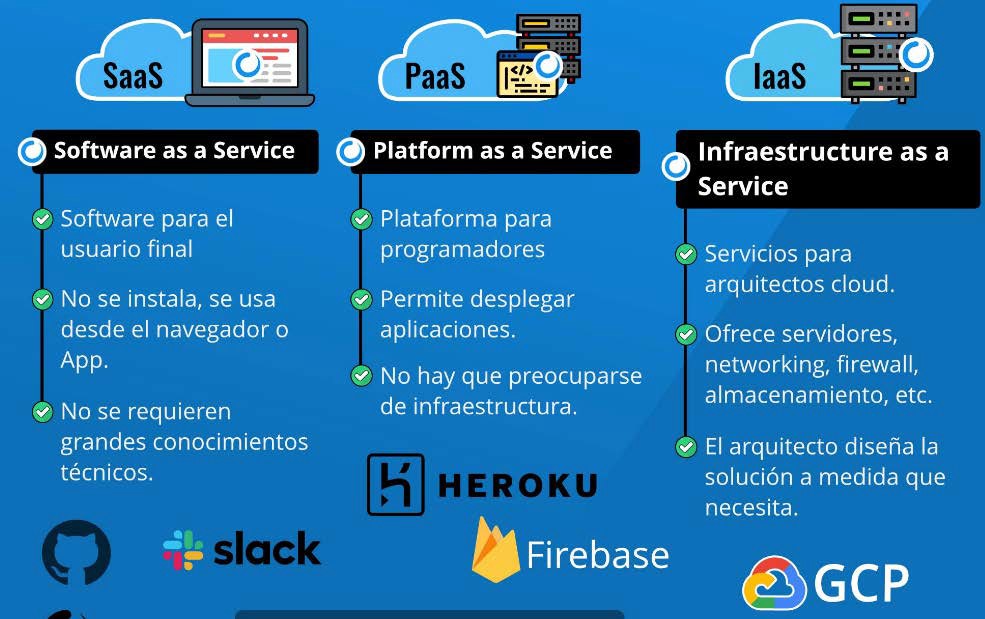 SaaS
PaaS
IaaS
Software as a Service
Software para el
usuario final
No se instala, se usa
desde el navegador o
App.
No se requieren
grandes conocimientos
técnicos.
slack
Platform as a Service
Plataforma para
programadores
Permite desplegar
aplicaciones.
No hay que preocuparse
de infraestructura.
HEROKU
Firebase
Infraestructure as a
Service
Servicios para
arquitectos cloud.
Ofrece servidores,
networking, firewall,
almacenamiento, etc.
El arquitecto diseña la
solución a medida que
necesita.
GCP